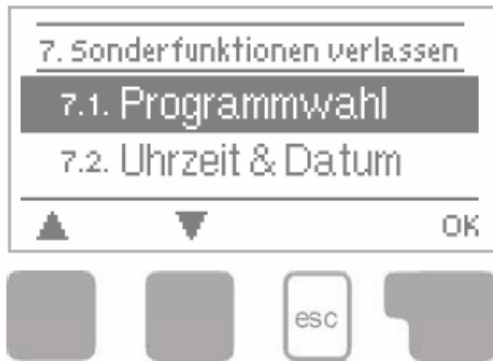 7. Sonderfunktionen verlassen
7.1. Programmwahl
7.2. Uhrzeit & Datum
OK
esc